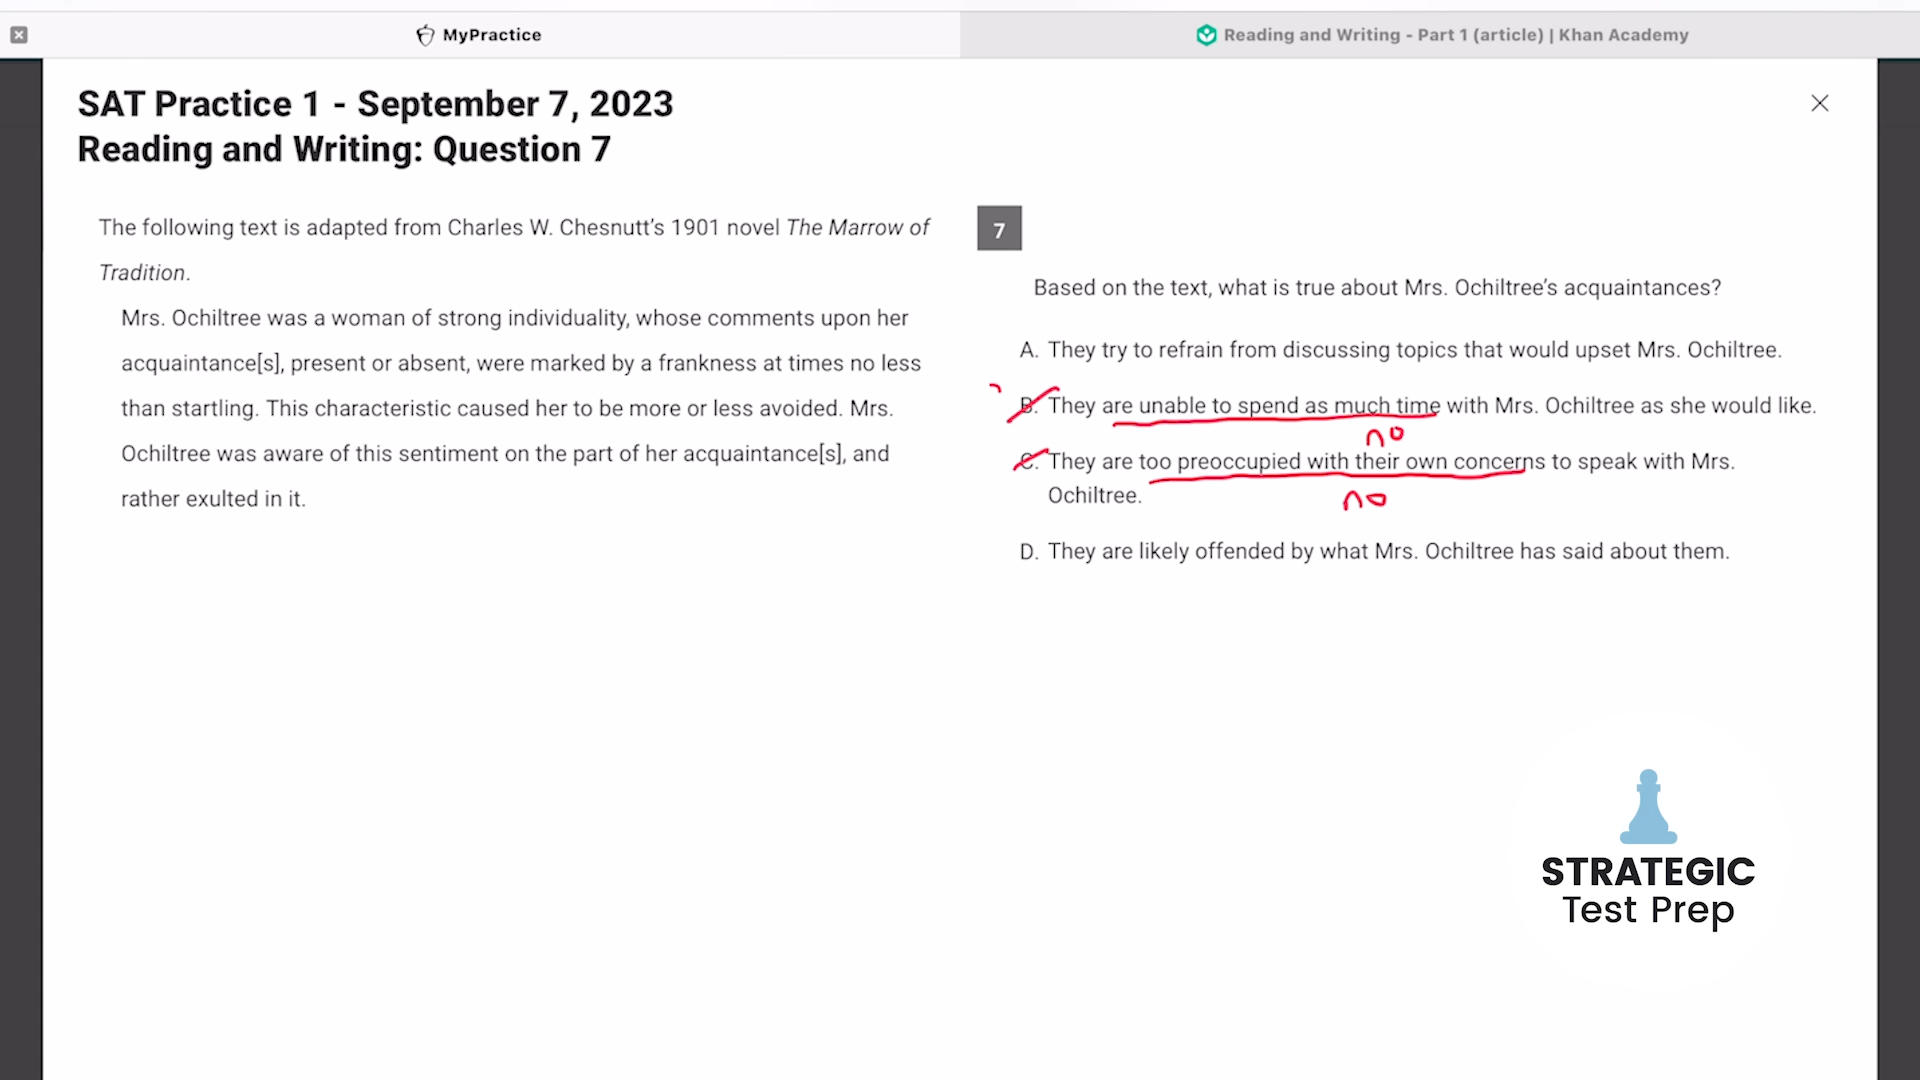 MyPractice
Reading and Writing - Part 1 (article) | Khan Academy
SAT Practice 1 - September 7, 2023
Reading and Writing: Question 7
The following text is adapted from Charles W. Chesnutt’s 1901 novel The Marrow of
Tradition.
Mrs. Ochiltree was a woman of strong individuality, whose comments upon her
acquaintance[s], present or absent, were marked by a frankness at times no less
than startling. This characteristic caused her to be more or less avoided. Mrs.
Ochiltree was aware of this sentiment on the part of her acquaintance[s], and
rather exulted in it.
7
Based on the text, what is true about Mrs. Ochiltree’s acquaintances?
A. They try to refrain from discussing topics that would upset Mrs. Ochiltree.
B. They are unable to spend as much time with Mrs. Ochiltree as she would like.
no
C. They are too preoccupied with their own concerns to speak with Mrs.
Ochiltree.
no
D. They are likely offended by what Mrs. Ochiltree has said about them.
STRATEGIC
Test Prep